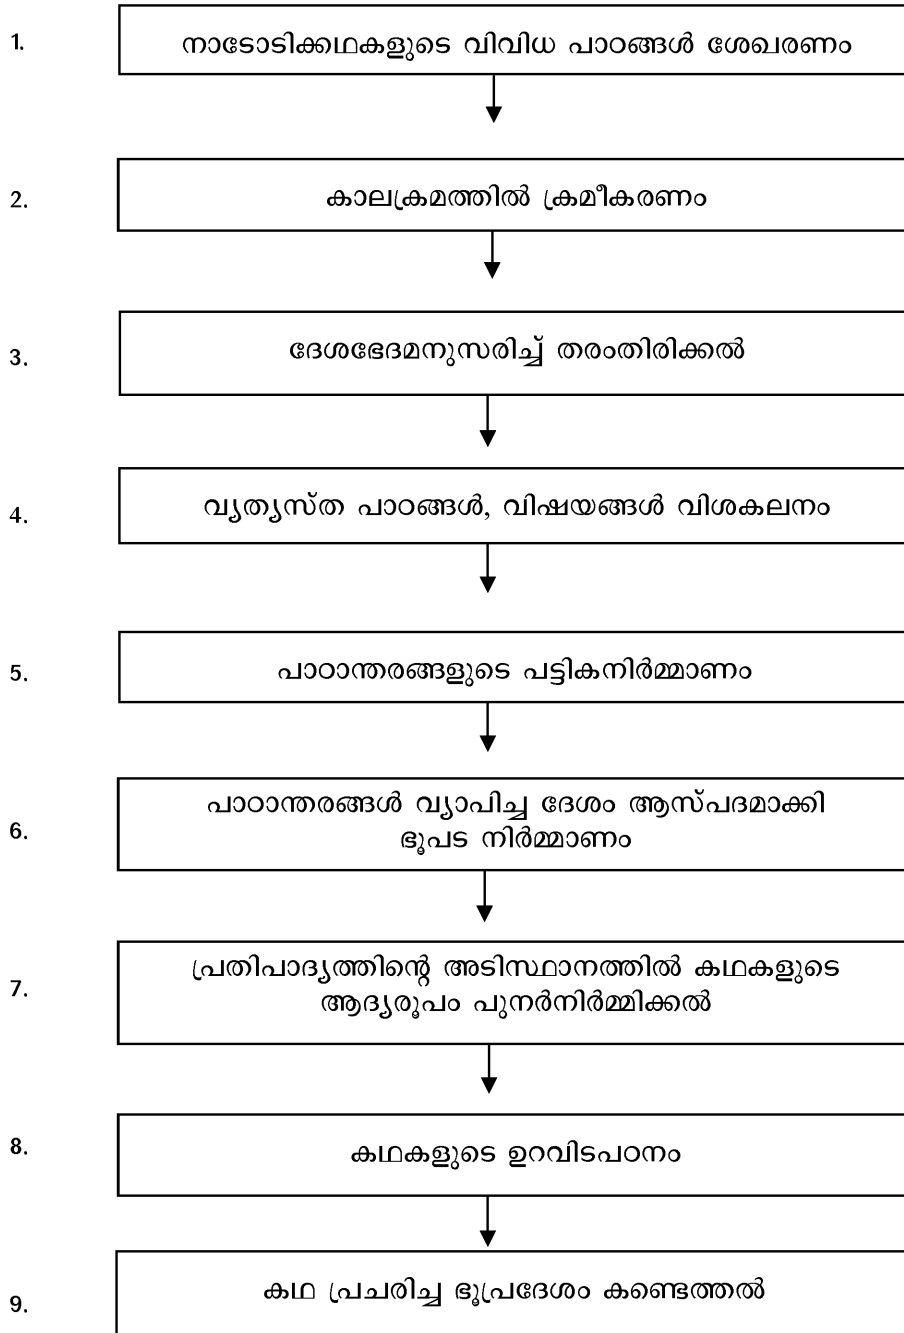 1. നാടോടിക്കഥകളുടെ വിവിധ പാഠങ്ങൾ ശേഖരണം
2. കാലക്രമത്തിൽ ക്രമീകരണം
3. ദേശഭേദമനുസരിച്ച് തരംതിരിക്കൽ
4. വ്യത്യസ്ത പാഠങ്ങൾ, വിഷയങ്ങൾ വിശകലനം
5. പാഠാന്തരങ്ങളുടെ പട്ടികനിർമ്മാണം
6. പാഠാന്തരങ്ങൾ വ്യാപിച്ച ദേശം ആസ്പദമാക്കി
ഭൂപട നിർമ്മാണം
7. പ്രതിപാദ്യത്തിന്റെ അടിസ്ഥാനത്തിൽ കഥകളുടെ
ആദ്യരൂപം പുനർനിർമ്മിക്കൽ
8. കഥകളുടെ ഉറവിടപഠനം
9. കഥ പ്രചരിച്ച ഭൂപ്രദേശം കണ്ടെത്തൽ